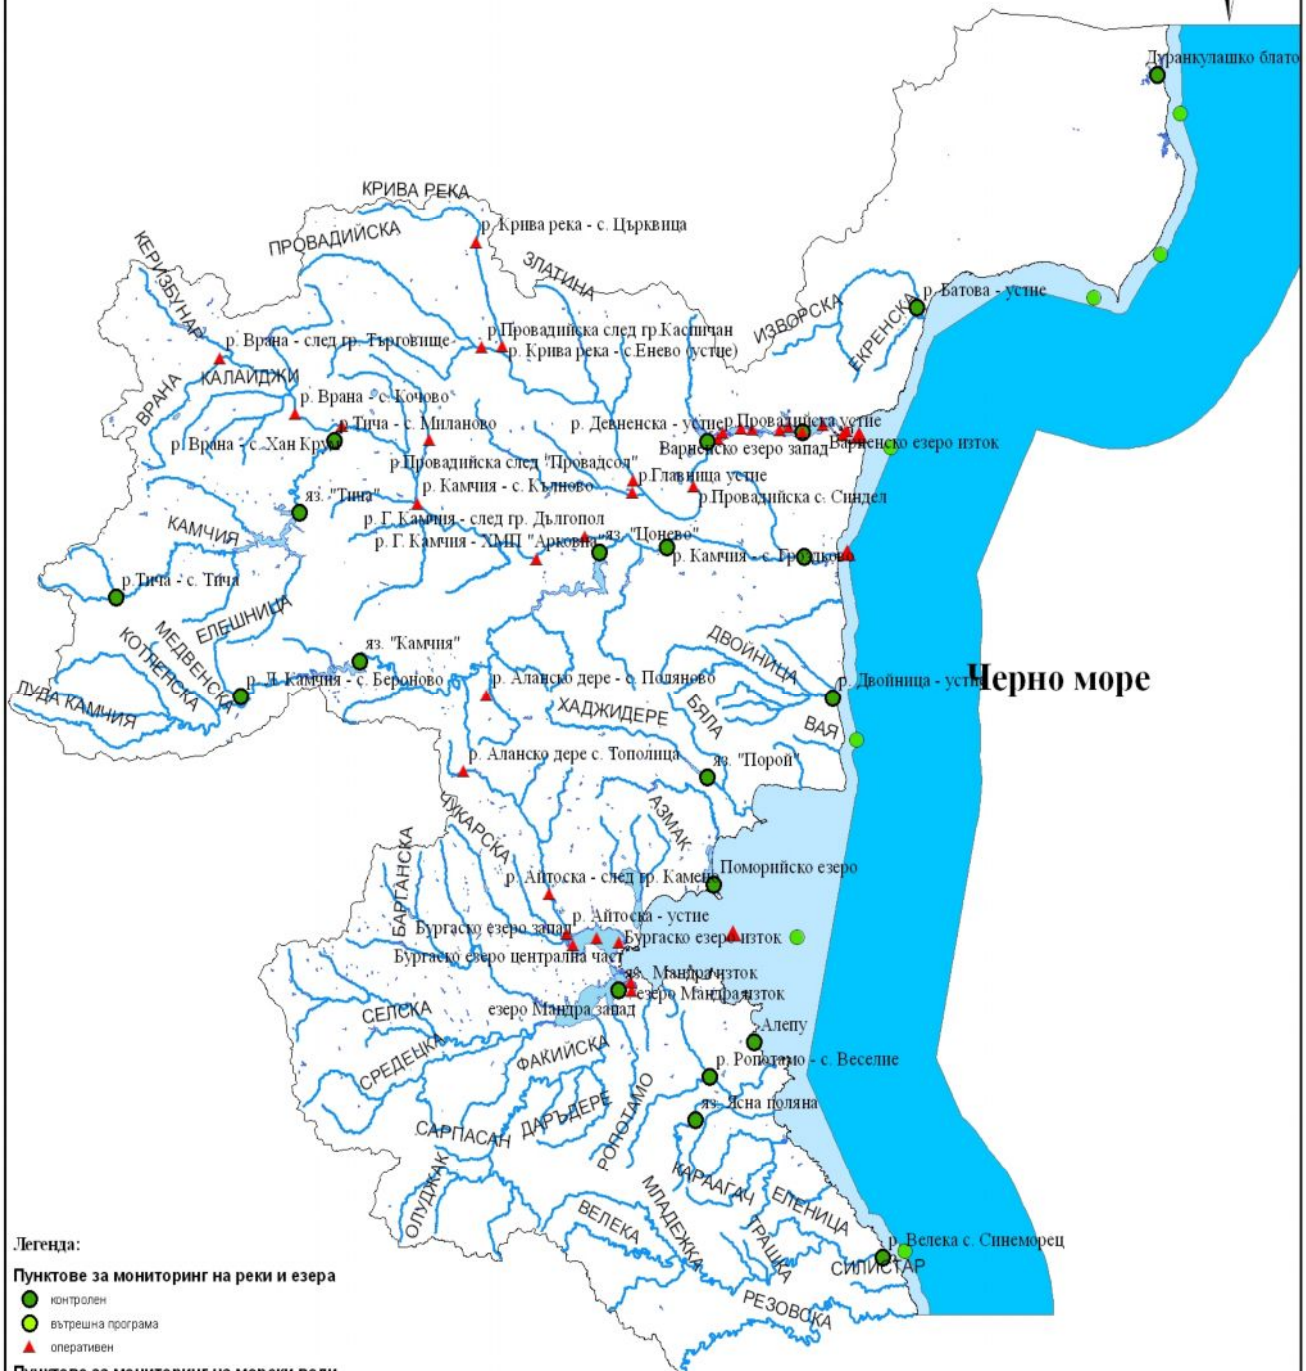 Дуранкулашко блато
КРИВА РЕКА
р. Крива река - с. Църквица
ПРОВАДИЙСКА
КЕРИЗБУНАР
ЗЛАТИНА
р. Батова - устие
ИЗВОРСКА
ЕКРЕНСКА
р.Провадийска след гр.Каспичан
р. Врана - след гр. Търговище
р. Крива река - с.Енево (устие)
КАЛАЙДЖИ
ВРАНА
р. Врана - с. Кочово
р.Тича - с. Миланово
р. Девненска - устие
р.Провадийска устие
р. Врана - с. Хан Крум
Варненско езеро запад
Варненско езеро изток
р.Провадийска след "Провадсол"
р.Главница устие
р. Камчия - с. Кълново
р.Провадийска с. Синдел
яз. "Тича"
р. Г. Камчия - след гр. Дългопол
КАМЧИЯ
р. Г. Камчия - ХМП "Арковна"
яз. "Цонево"
р. Камчия - с. Гроздьово
р.Тича - с. Тича
ЕЛЕШНИЦА
МЕДВЕНСКА
КОТЛЕНСКА
яз. "Камчия"
ДВОЙНИЦА
ЛУДА КАМЧИЯ
р. Л. Камчия - с. Бероново
р. Аланско дере - с. Поляново
р. Двойница - устие
Черно море
ХАДЖИДЕРЕ
БЯЛА
ВАЯ
р. Аланско дере с. Тополица
яз. "Порой"
ЧУКАРСКА
АЗМАК
БАРГАНСКА
р. Айтоска - след гр. Камено
Поморийско езеро
р. Айтоска - устие
Бургаско езеро запад
Бургаско езеро изток
Бургаско езеро централна част
яз. Мандра изток
езеро Мандра изток
езеро Мандра запад
СЕЛСКА
Алепу
СРЕДЕЦКА
ФАКИЙСКА
р. Ропотамо - с. Веселие
РОПОТАМО
яз. Ясна поляна
ДАРЪДЕРЕ
САРПАСАН
ОЛУДЖАК
КАРААГАЧ
МЛАДЕЖКА
ЕЛЕНИЦА
ВЕЛЕКА
ТРАШКА
р. Велека с. Синеморец
СИЛИСТАР
РЕЗОВСКА
Легенда:
Пунктове за мониторинг на реки и езера
контролен
вътрешна програма
оперативен
Пунктове за мониторинг на морски води